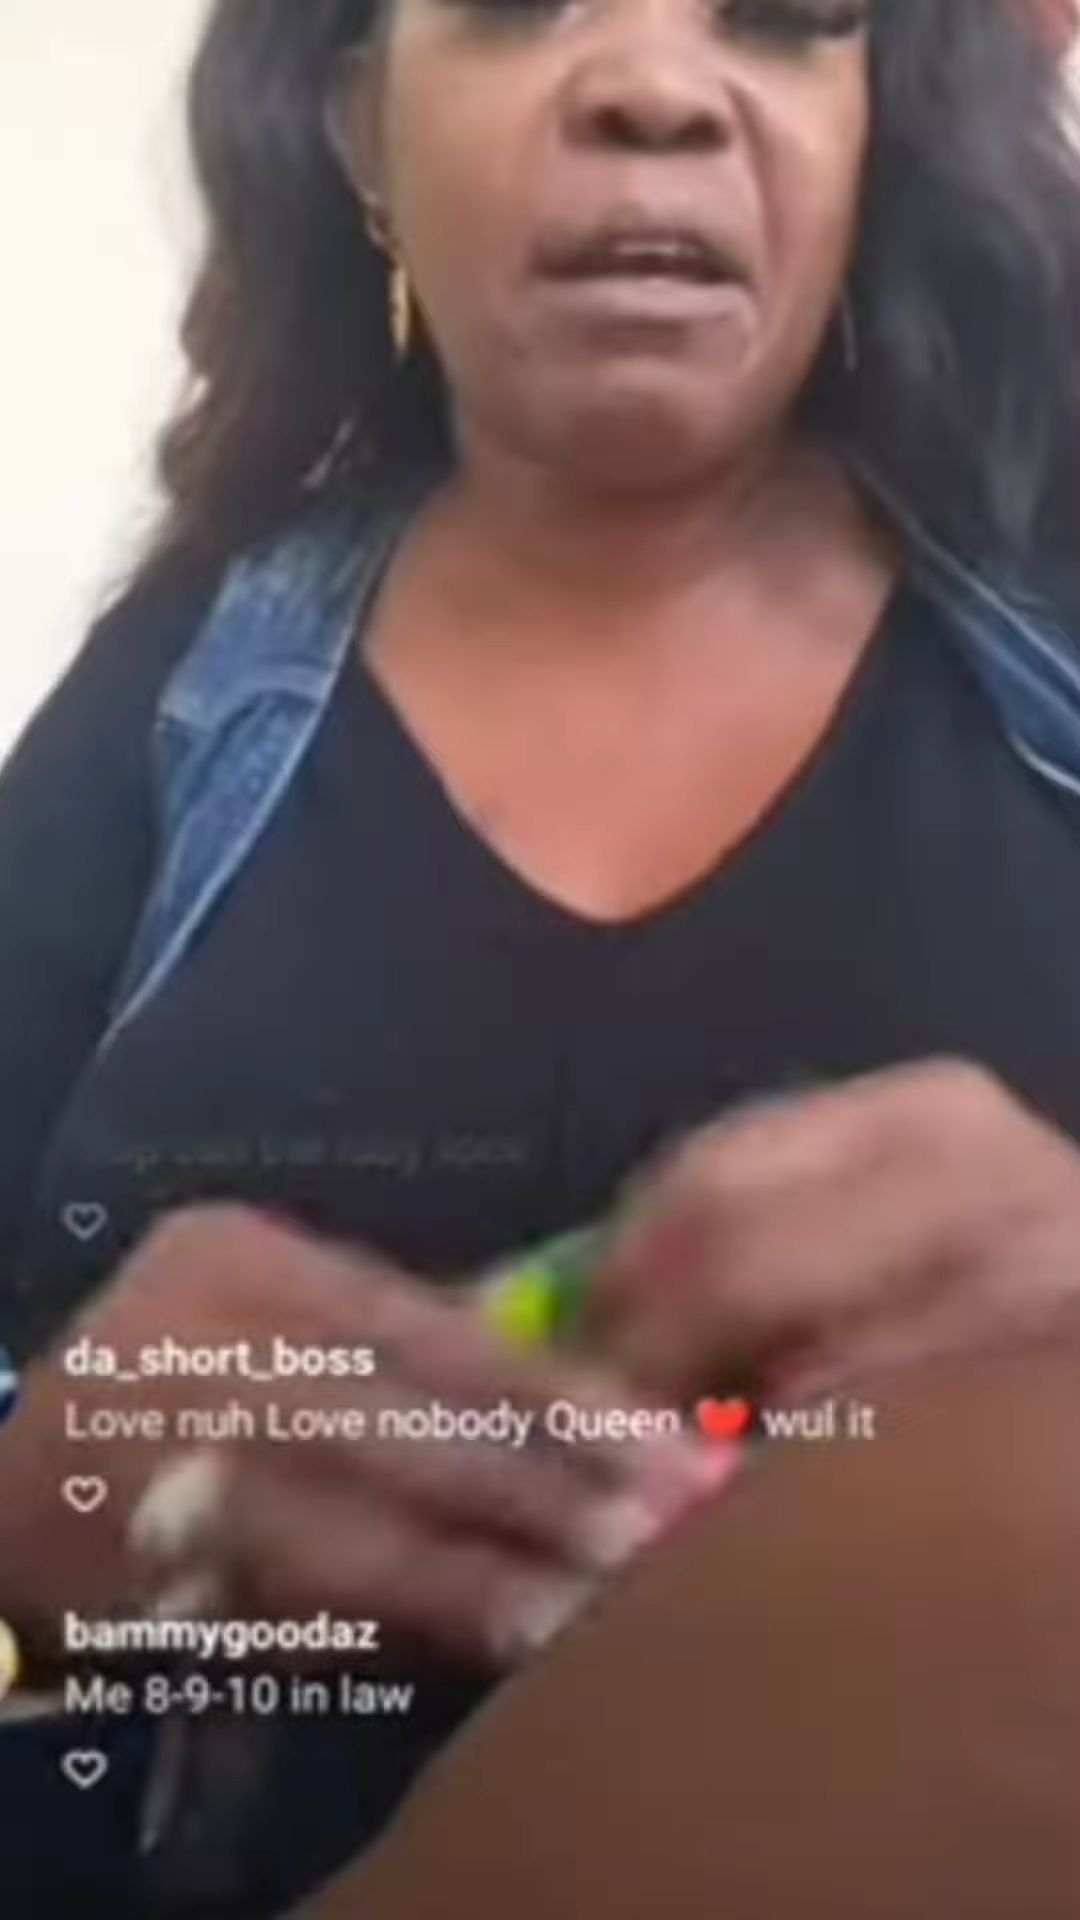 da_short_boss
Love nuh Love nobody Queen ❤️ wul it
bammygoodaz
Me 8-9-10 in law